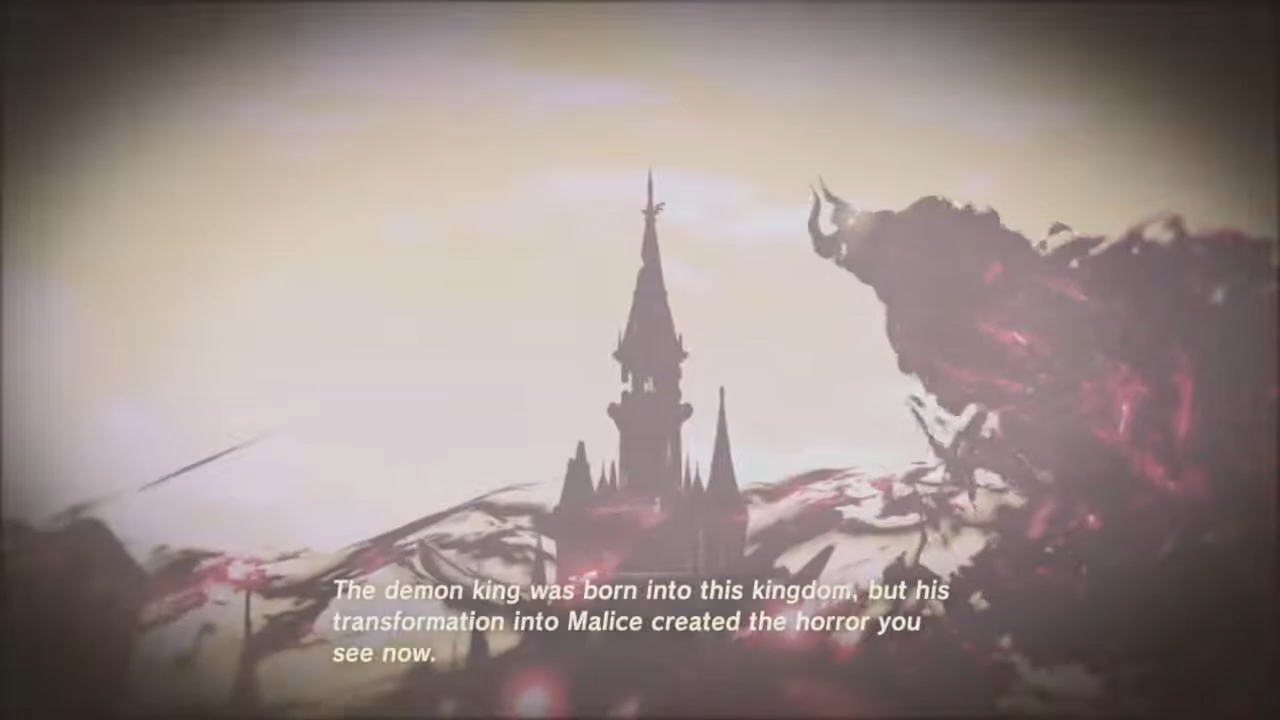 The demon king was born into this kingdom, but his
transformation into Malice created the horror you
see now.